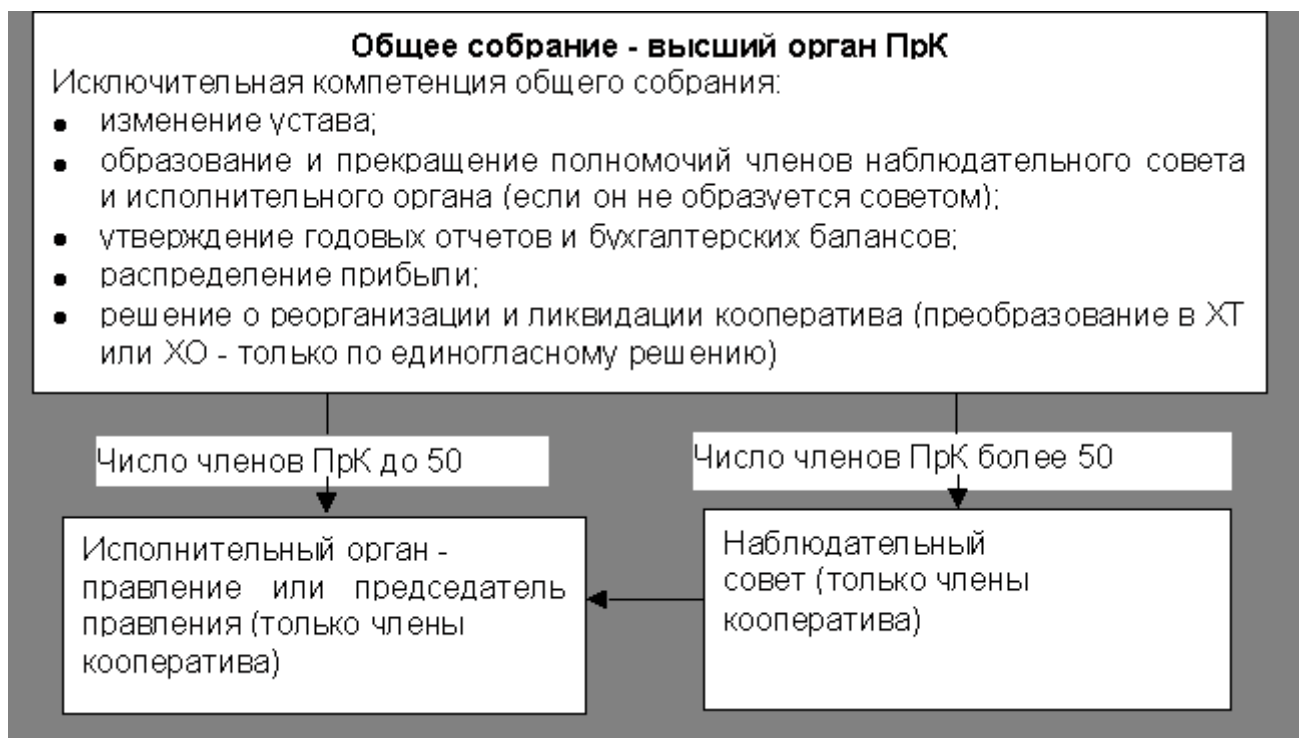 Общее собрание - высший орган ПрК
Исключительная компетенция общего собрания:
● изменение устава;
● образование и прекращение полномочий членов наблюдательного совета
и исполнительного органа (если он не образуется советом);
● утверждение годовых отчетов и бухгалтерских балансов;
● распределение прибыли;
● решение о реорганизации и ликвидации кооператива (преобразование в ХТ
или ХО - только по единогласному решению)
Число членов ПрК до 50
Число членов ПрК более 50
Исполнительный орган -
правление или председатель
правления (только члены
кооператива)
Наблюдательный
совет (только члены
кооператива)